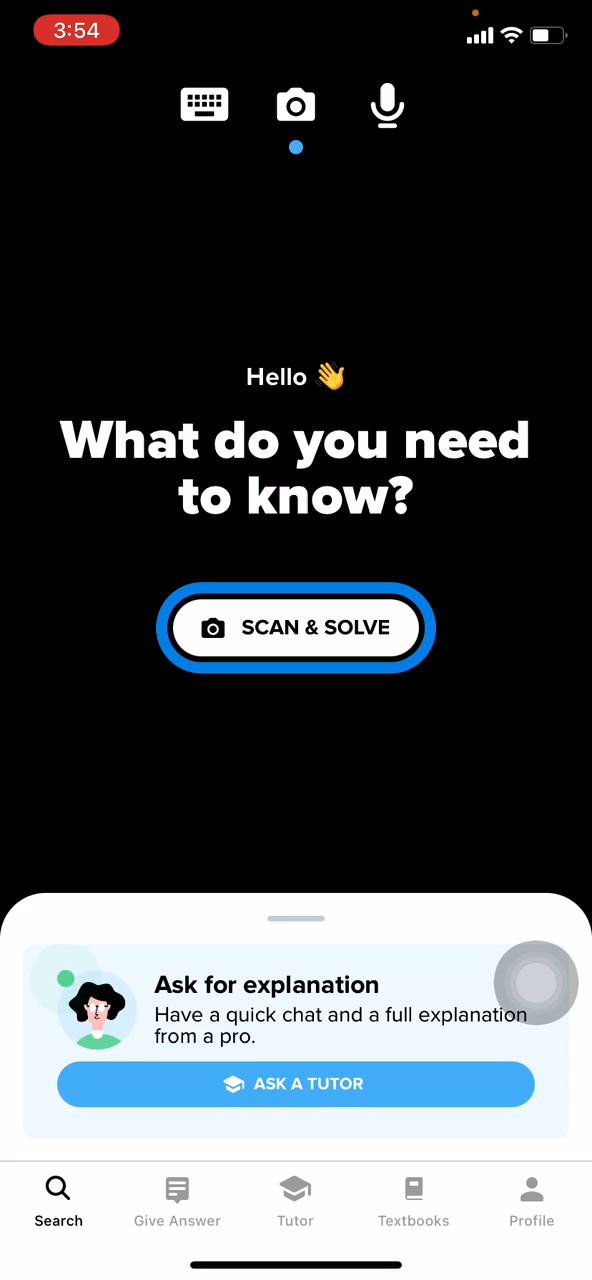 3:54
Hello 👋
What do you need
to know?
SCAN & SOLVE
Ask for explanation
Have a quick chat and a full explanation
from a pro.
ASK A TUTOR
Search
Give Answer
Tutor
Textbooks
Profile